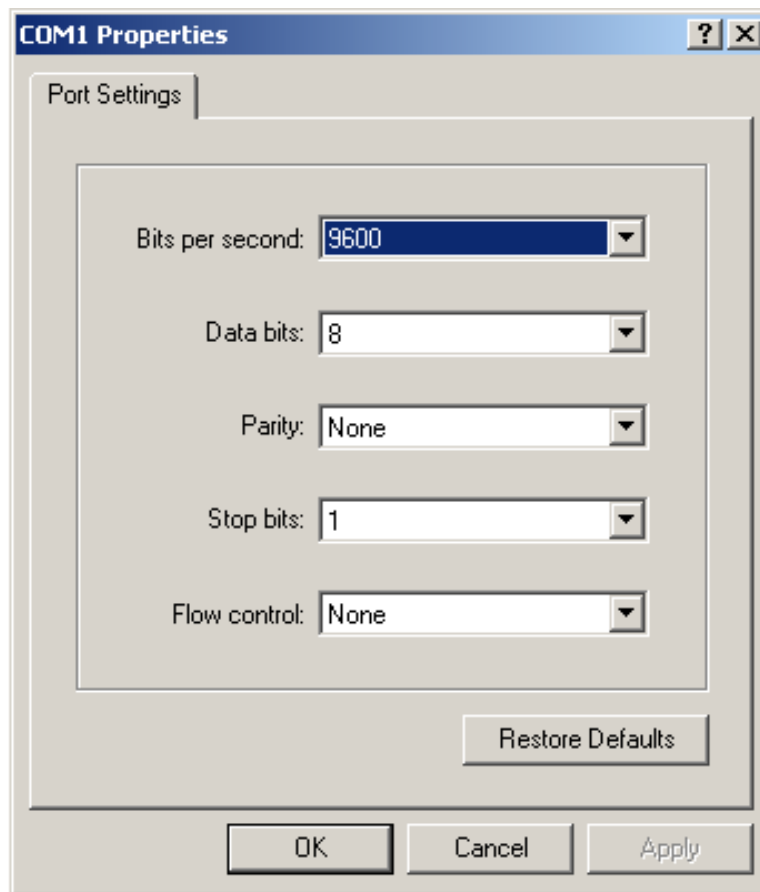 COM1 Properties
Port Settings
Bits per second: 9600
Data bits: 8
Parity: None
Stop bits: 1
Flow control: None
Restore Defaults
OK Cancel Apply